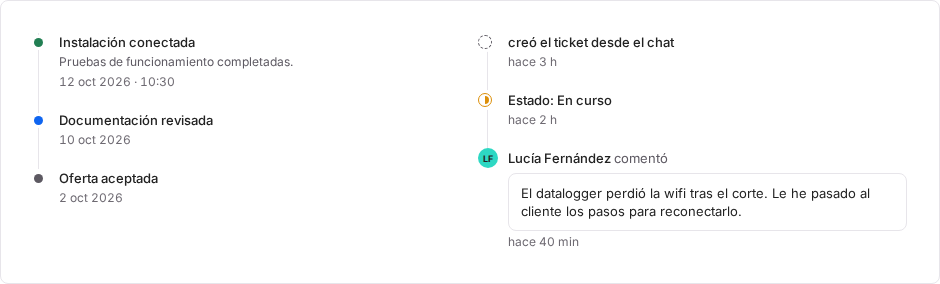 Instalación conectada
Pruebas de funcionamiento completadas.
12 oct 2026 · 10:30
Documentación revisada
10 oct 2026
Oferta aceptada
2 oct 2026
creó el ticket desde el chat
hace 3 h
Estado: En curso
hace 2 h
LF
Lucía Fernández comentó
El datalogger perdió la wifi tras el corte. Le he pasado al
cliente los pasos para reconectarlo.
hace 40 min